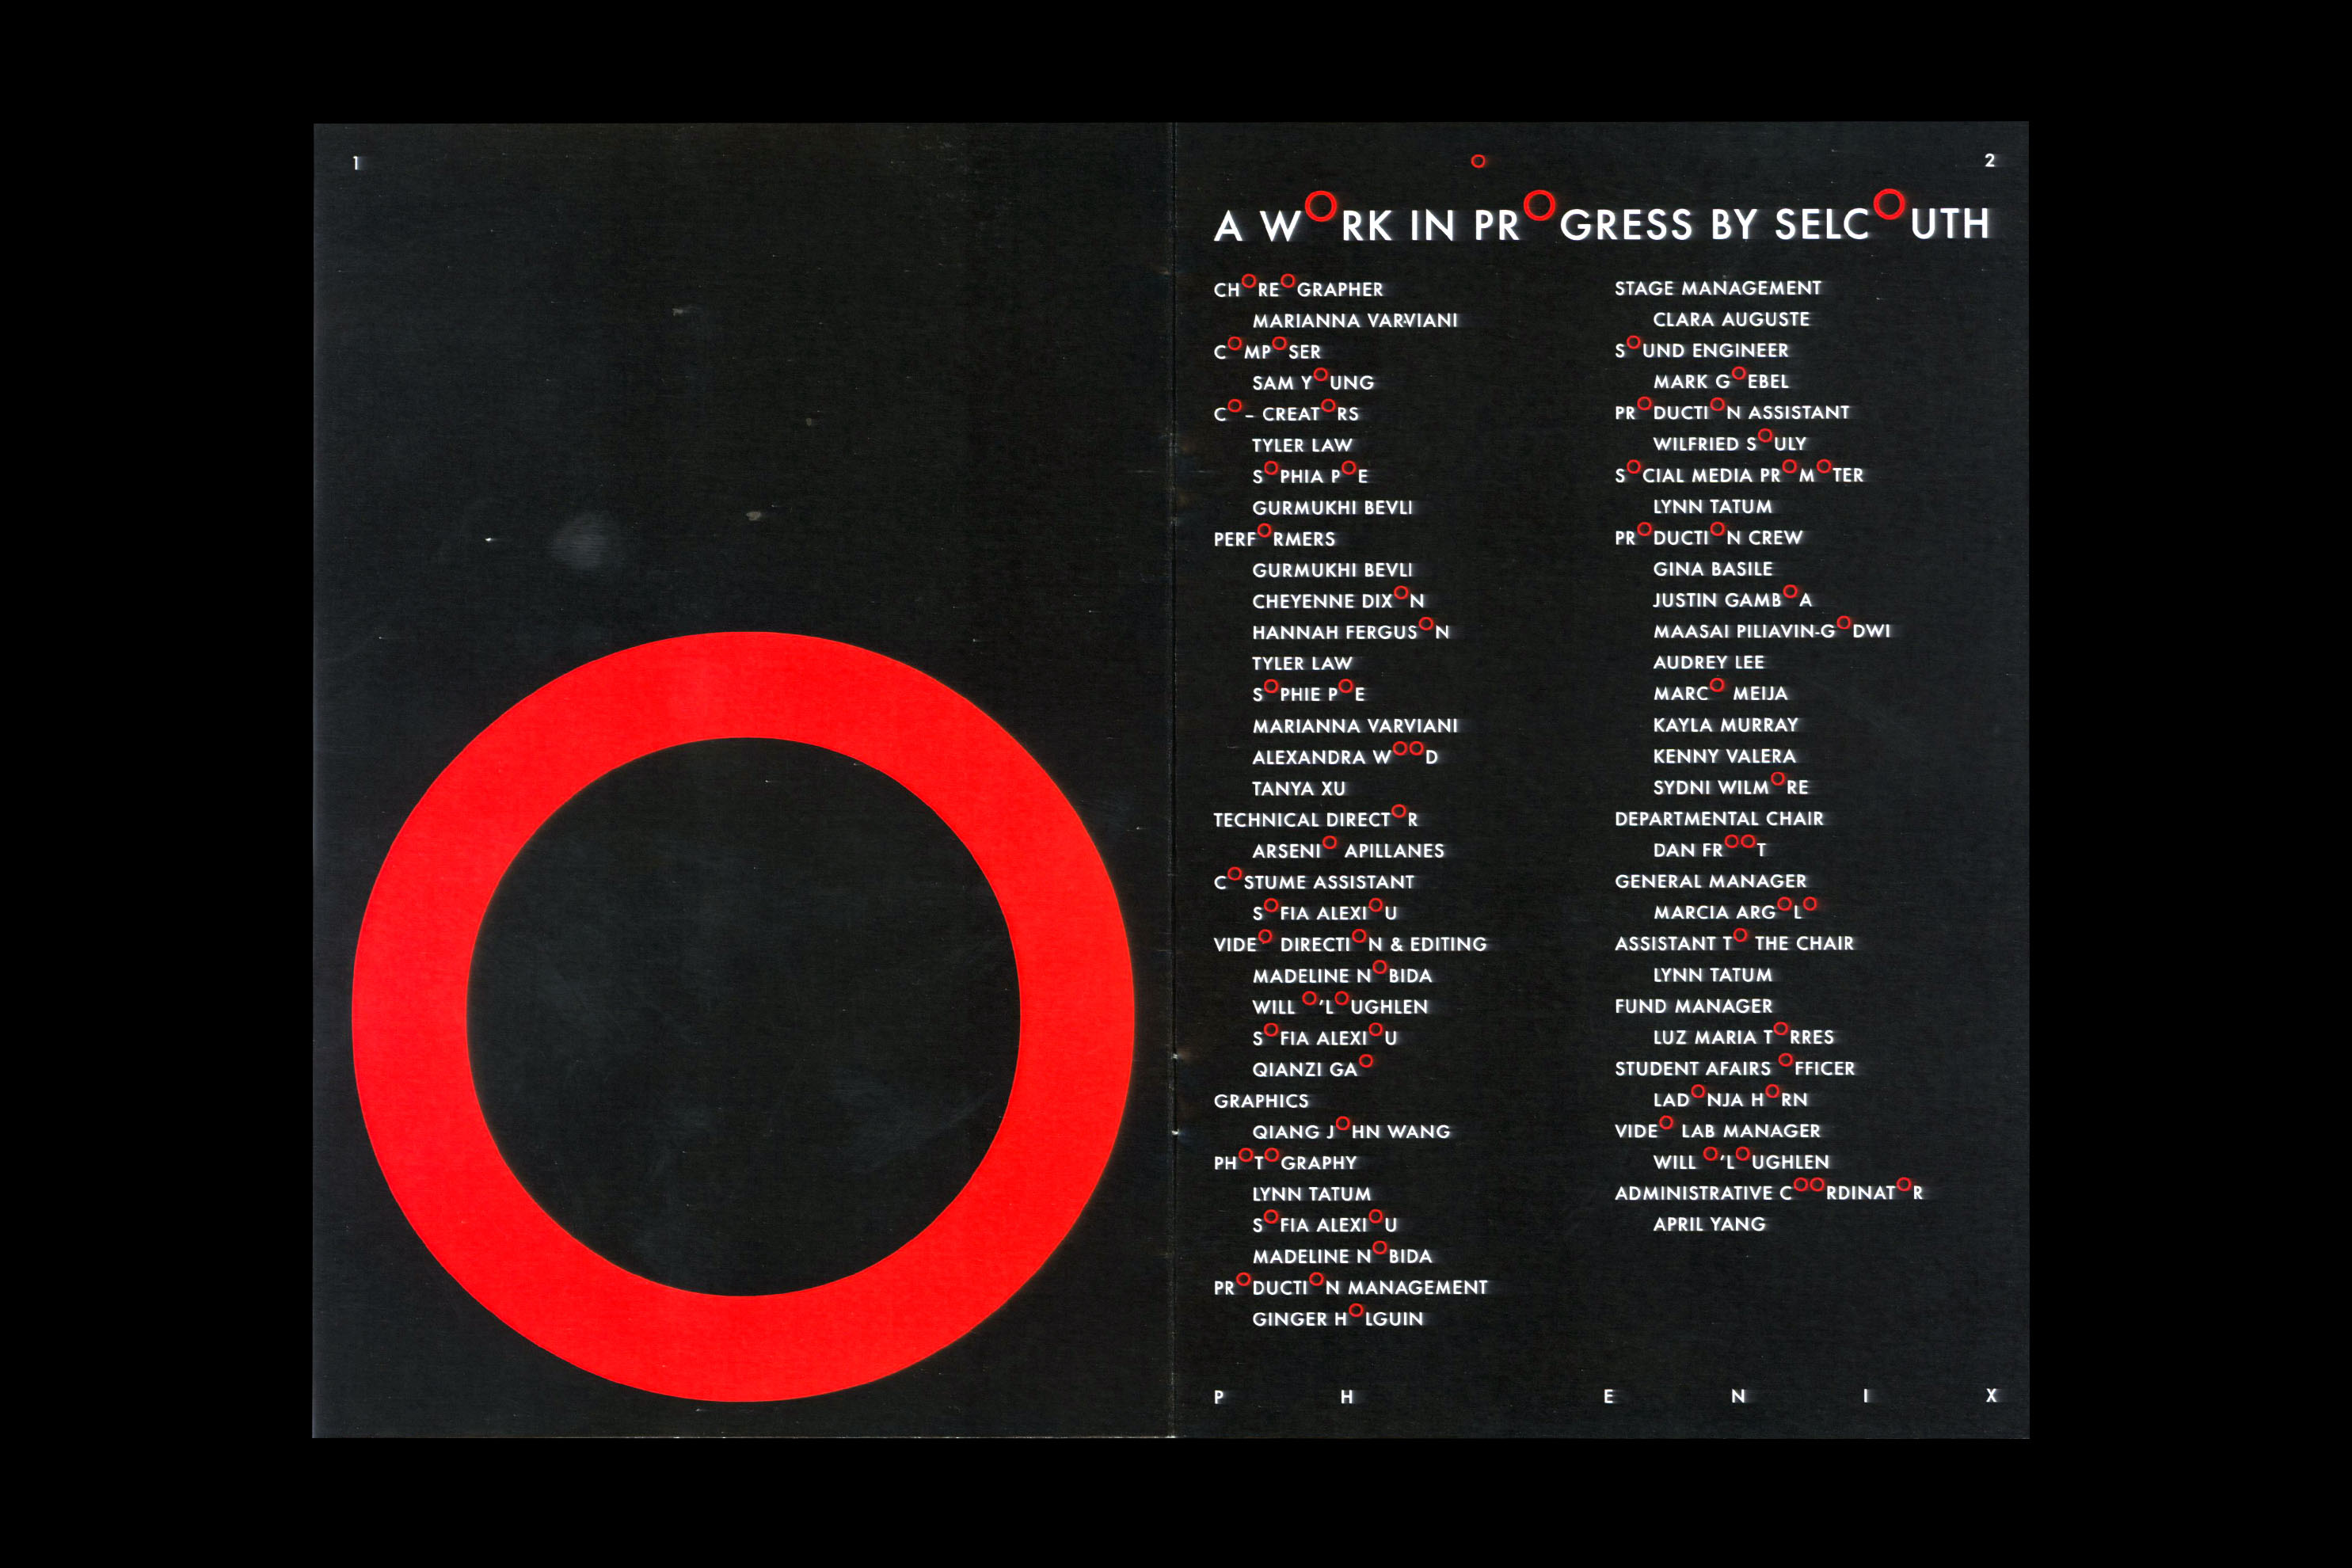 1
2
O
A WORK IN PROGRESS BY SELCOUTH
CHOREOGRAPHER
MARIANNA VARVIANI
COMPOSER
SAM YOUNG
CO– CREATORS
TYLER LAW
SOPHIA POE
GURMUKHI BEVLI
PERFORMERS
GURMUKHI BEVLI
CHEYENNE DIXON
HANNAH FERGUSON
TYLER LAW
SOPHIE POE
MARIANNA VARVIANI
ALEXANDRA WOOD
TANYA XU
TECHNICAL DIRECTOR
ARSENIO APILLANES
COSTUME ASSISTANT
SOFIA ALEXIOU
VIDEO DIRECTION & EDITING
MADELINE NOBIDA
WILL O'LOUGHLEN
SOFIA ALEXIOU
QIANZI GAO
GRAPHICS
QIANG JOHN WANG
PHOTOGRAPHY
LYNN TATUM
SOFIA ALEXIOU
MADELINE NOBIDA
PRODUCTION MANAGEMENT
GINGER HOLGUIN
STAGE MANAGEMENT
CLARA AUGUSTE
SOUND ENGINEER
MARK GOEBEL
PRODUCTION ASSISTANT
WILFRIED SOULY
SOCIAL MEDIA PROMOTER
LYNN TATUM
PRODUCTION CREW
GINA BASILE
JUSTIN GAMBOA
MAASAI PILIAVIN-GODWI
AUDREY LEE
MARCO MEIJA
KAYLA MURRAY
KENNY VALERA
SYDNI WILMORE
DEPARTMENTAL CHAIR
DAN FROOT
GENERAL MANAGER
MARCIA ARGOLO
ASSISTANT TO THE CHAIR
LYNN TATUM
FUND MANAGER
LUZ MARIA TORRES
STUDENT AFAIRS OFFICER
LADONJA HORN
VIDEO LAB MANAGER
WILL O'LOUGHLEN
ADMINISTRATIVE COORDINATOR
APRIL YANG
P H E N I X